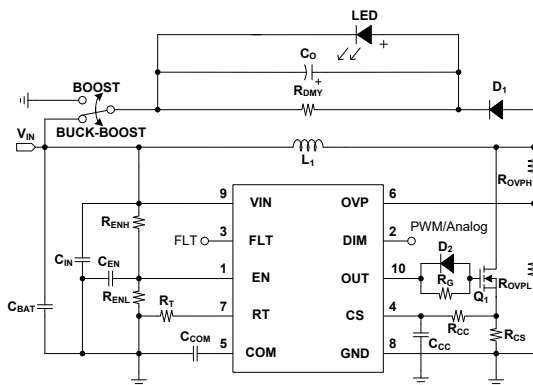 LED
+
CO
+
BOOST
RDMY
D1
BUCK-BOOST
VIN
L1
ROVPH
9 VIN OVP 6
RENH
PWM/Analog
FLT 3 FLT DIM 2
D2
CIN CEN
1 EN OUT 10
RG
Q1 ROVPL
RENL
RT
CBAT
7 RT CS 4
RCC
RCS
CCOM
CCC
5 COM GND 8